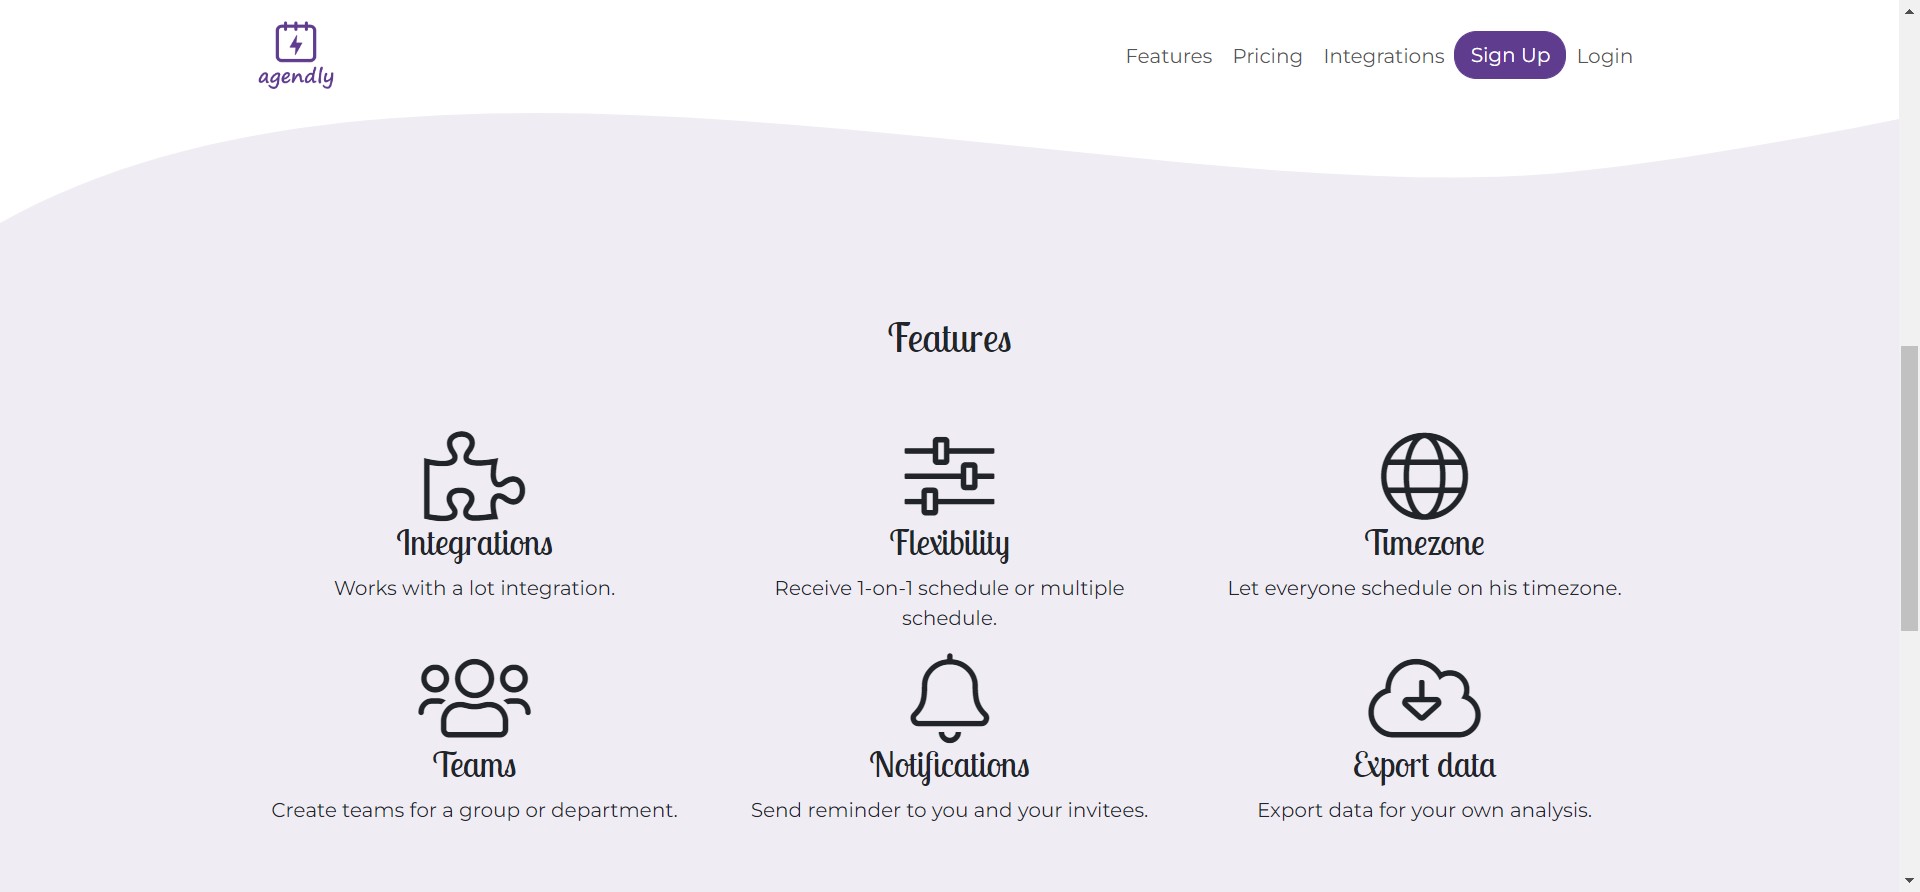 agendly
Features Pricing Integrations Sign Up Login
Features
Integrations
Works with a lot integration.
Flexibility
Receive 1-on-1 schedule or multiple
schedule.
Timezone
Let everyone schedule on his timezone.
Teams
Create teams for a group or department.
Notifications
Send reminder to you and your invitees.
Export data
Export data for your own analysis.